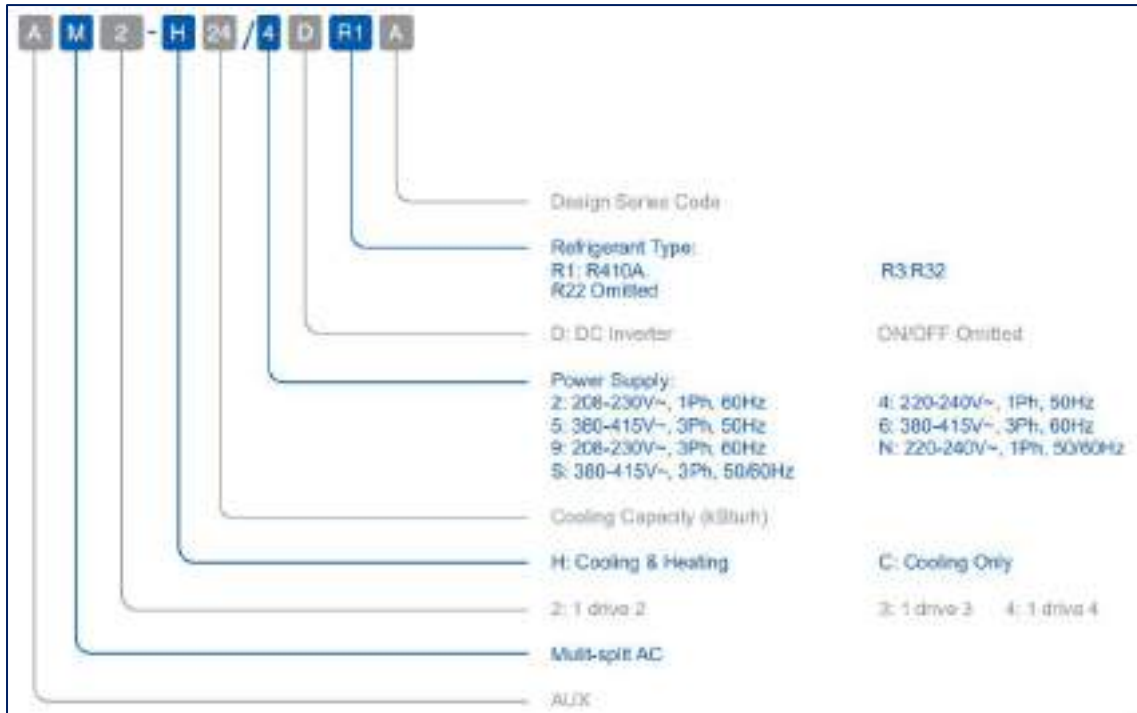 A M 2 - H 24 / 4 D R1 A
Design Series Code
Refrigerant Type:
R1: R410A R3:R32
R22 Omitted
D: DC Inverter ON/OFF Omitted
Power Supply:
2: 208-230V~, 1Ph, 60Hz 4: 220-240V~, 1Ph, 50Hz
5: 380-415V~, 3Ph, 50Hz 6: 380-415V~, 3Ph, 60Hz
9: 208-230V~, 3Ph, 60Hz N: 220-240V~, 1Ph, 50/60Hz
S: 380-415V~, 3Ph, 50/60Hz
Cooling Capacity (kBtu/h)
H: Cooling & Heating C: Cooling Only
2: 1 drive 2 3: 1 drive 3 4: 1 drive 4
Mulit-split AC
AUX